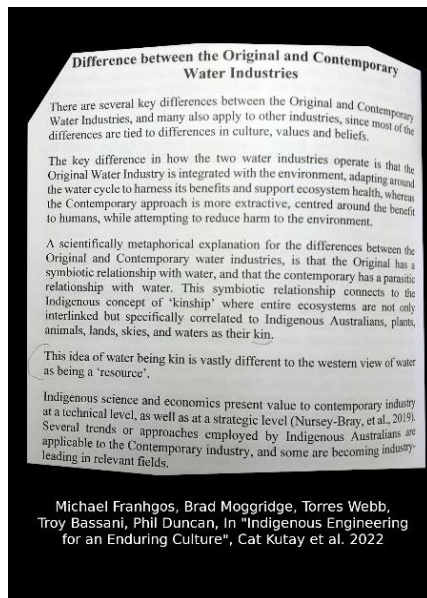 Difference between the Original and Contemporary
Water Industries
There are several key differences between the Original and Contemporary
Water Industries, and many also apply to other industries, since most of the
differences are tied to differences in culture, values and beliefs.
The key difference in how the two water industries operate is that the
Original Water Industry is integrated with the environment, adapting around
the water cycle to harness its benefits and support ecosystem health, whereas
the Contemporary approach is more extractive, centred around the benefit
to humans, while attempting to reduce harm to the environment.
A scientifically metaphorical explanation for the differences between the
Original and Contemporary water industries, is that the Original has a
symbiotic relationship with water, and that the contemporary has a parasitic
relationship with water. This symbiotic relationship connects to the
Indigenous concept of ‘kinship’ where entire ecosystems are not only
interlinked but specifically correlated to Indigenous Australians, plants,
animals, lands, skies, and waters as their kin.
This idea of water being kin is vastly different to the western view of water
as being a ‘resource’.
Indigenous science and economics present value to contemporary industry
at a technical level, as well as at a strategic level (Nursey-Bray, et al., 2019).
Several trends or approaches employed by Indigenous Australians are
applicable to the Contemporary industry, and some are becoming industry-
leading in relevant fields.
Michael Franhgos, Brad Moggridge, Torres Webb,
Troy Bassani, Phil Duncan, In "Indigenous Engineering
for an Enduring Culture", Cat Kutay et al. 2022